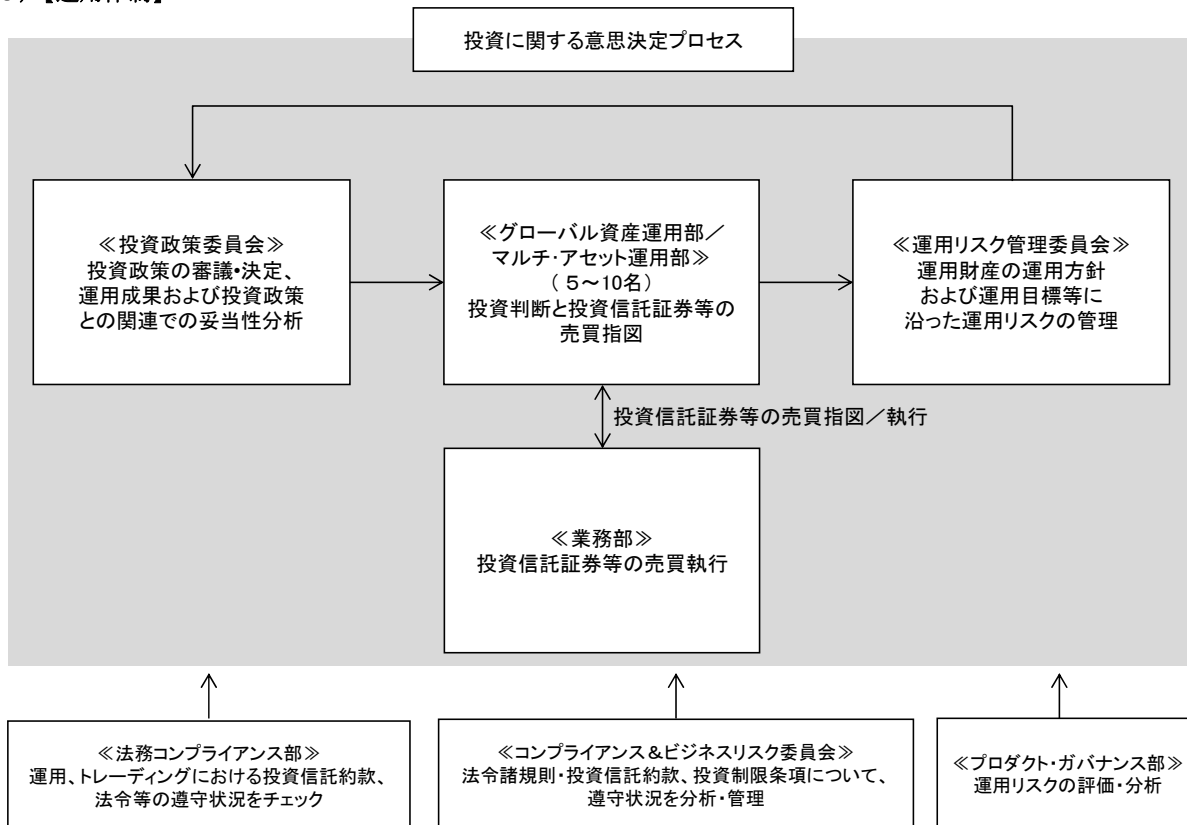 【運用体制】
投資に関する意思決定プロセス
≪投資政策委員会≫
投資政策の審議・決定、
運用成果および投資政策
との関連での妥当性分析
≪グローバル資産運用部／
マルチ・アセット運用部≫
（ ５～10名）
投資判断と投資信託証券等の
売買指図
≪運用リスク管理委員会≫
運用財産の運用方針
および運用目標等に
沿った運用リスクの管理
投資信託証券等の売買指図／執行
≪業務部≫
投資信託証券等の売買執行
≪法務コンプライアンス部≫
運用、トレーディングにおける投資信託約款、
法令等の遵守状況をチェック
≪コンプライアンス＆ビジネスリスク委員会≫
法令諸規則・投資信託約款、投資制限条項について、
遵守状況を分析・管理
≪プロダクト・ガバナンス部≫
運用リスクの評価・分析